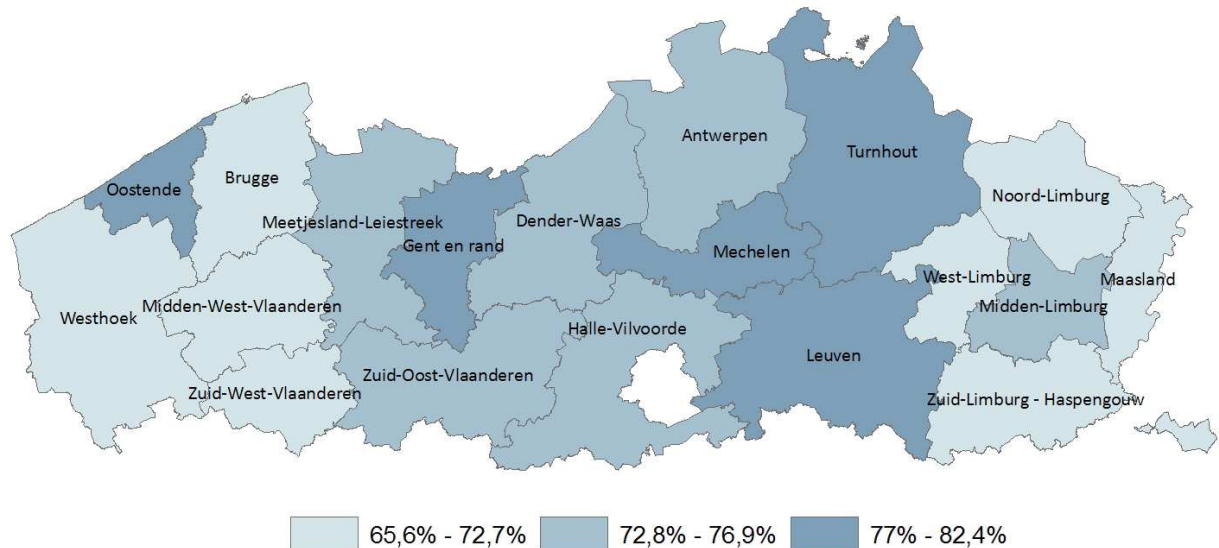 Antwerpen
Turnhout
Oostende
Brugge
Noord-Limburg
Meetjesland-Leiestreek
Dender-Waas
Gent en rand
Mechelen
West-Limburg
Maasland
Midden-West-Vlaanderen
Midden-Limburg
Westhoek
Halle-Vilvoorde
Leuven
Zuid-Oost-Vlaanderen
Zuid-West-Vlaanderen
Zuid-Limburg - Haspengouw
65,6% - 72,7%
72,8% - 76,9%
77% - 82,4%